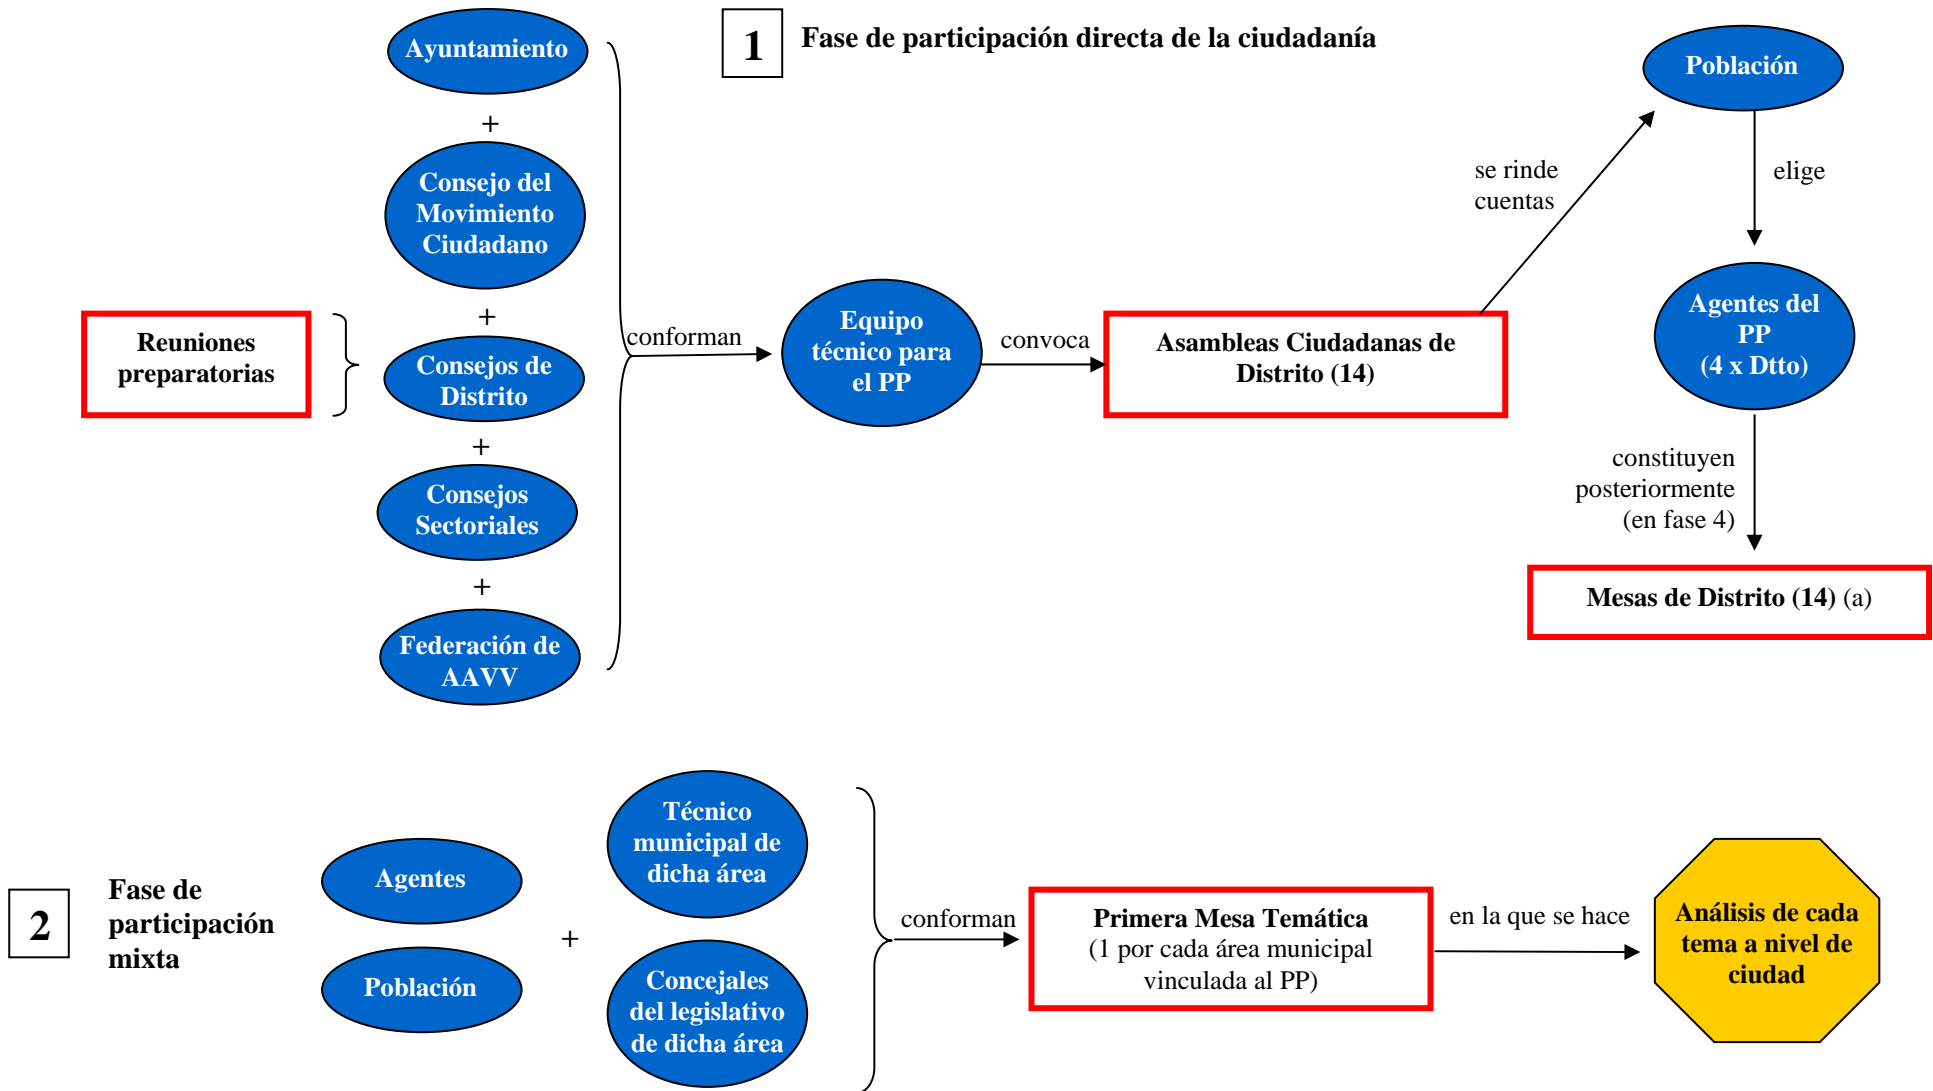 1
Fase de participación directa de la ciudadanía
Ayuntamiento
+
Consejo del
Movimiento
Ciudadano
+
Reuniones
preparatorias
Consejos de
Distrito
+
Consejos
Sectoriales
+
Federación de
AAVV
conforman
Equipo
técnico para
el PP
convoca
Asambleas Ciudadanas de
Distrito (14)
se rinde
cuentas
Población
elige
Agentes del
PP
(4 x Dtto)
constituyen
posteriormente
(en fase 4)
Mesas de Distrito (14) (a)
2
Fase de
participación
mixta
Agentes
Población
+
Técnico
municipal de
dicha área
Concejales
del legislativo
de dicha área
conforman
Primera Mesa Temática
(1 por cada área municipal
vinculada al PP)
en la que se hace
Análisis de cada
tema a nivel de
ciudad